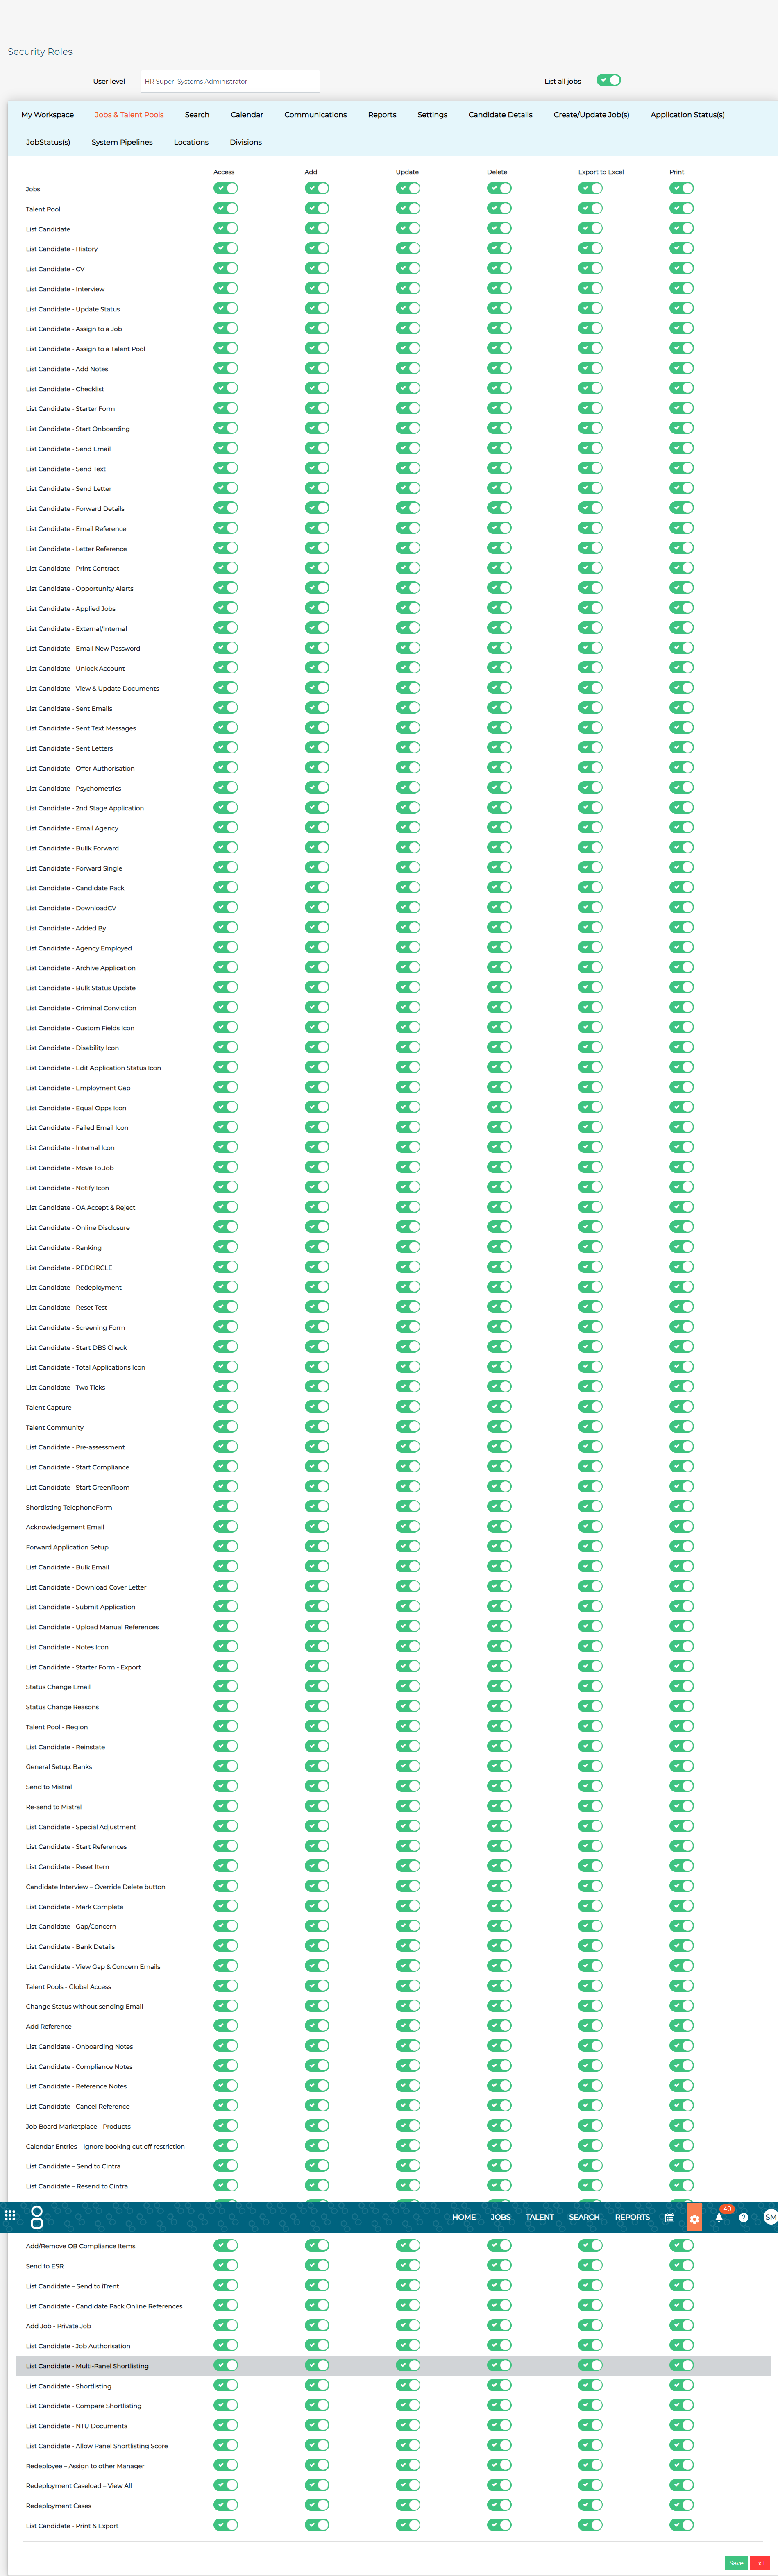 Security Roles
User level HR Super Systems Administrator List all jobs
My Workspace Jobs & Talent Pools Search Calendar Communications Reports Settings Candidate Details Create/Update Job(s) Application Status(s)
JobStatus(s) System Pipelines Locations Divisions
Access Add Update Delete Export to Excel Print
Jobs
Talent Pool
List Candidate
List Candidate - History
List Candidate - CV
List Candidate - Interview
List Candidate - Update Status
List Candidate - Assign to a Job
List Candidate - Assign to a Talent Pool
List Candidate - Add Notes
List Candidate - Checklist
List Candidate - Starter Form
List Candidate - Start Onboarding
List Candidate - Send Email
List Candidate - Send Text
List Candidate - Send Letter
List Candidate - Forward Details
List Candidate - Email Reference
List Candidate - Letter Reference
List Candidate - Print Contract
List Candidate - Opportunity Alerts
List Candidate - Applied Jobs
List Candidate - External/Internal
List Candidate - Email New Password
List Candidate - Unlock Account
List Candidate - View & Update Documents
List Candidate - Sent Emails
List Candidate - Sent Text Messages
List Candidate - Sent Letters
List Candidate - Offer Authorisation
List Candidate - Psychometrics
List Candidate - 2nd Stage Application
List Candidate - Email Agency
List Candidate - Bullk Forward
List Candidate - Forward Single
List Candidate - Candidate Pack
List Candidate - DownloadCV
List Candidate - Added By
List Candidate - Agency Employed
List Candidate - Archive Application
List Candidate - Bulk Status Update
List Candidate - Criminal Conviction
List Candidate - Custom Fields Icon
List Candidate - Disability Icon
List Candidate - Edit Application Status Icon
List Candidate - Employment Gap
List Candidate - Equal Opps Icon
List Candidate - Failed Email Icon
List Candidate - Internal Icon
List Candidate - Move To Job
List Candidate - Notify Icon
List Candidate - OA Accept & Reject
List Candidate - Online Disclosure
List Candidate - Ranking
List Candidate - REDCIRCLE
List Candidate - Redeployment
List Candidate - Reset Test
List Candidate - Screening Form
List Candidate - Start DBS Check
List Candidate - Total Applications Icon
List Candidate - Two Ticks
Talent Capture
Talent Community
List Candidate - Pre-assessment
List Candidate - Start Compliance
List Candidate - Start GreenRoom
Shortlisting TelephoneForm
Acknowledgement Email
Forward Application Setup
List Candidate - Bulk Email
List Candidate - Download Cover Letter
List Candidate - Submit Application
List Candidate - Upload Manual References
List Candidate - Notes Icon
List Candidate - Starter Form - Export
Status Change Email
Status Change Reasons
Talent Pool - Region
List Candidate - Reinstate
General Setup: Banks
Send to Mistral
Re-send to Mistral
List Candidate - Special Adjustment
List Candidate - Start References
List Candidate - Reset Item
Candidate Interview – Override Delete button
List Candidate - Mark Complete
List Candidate - Gap/Concern
List Candidate - Bank Details
List Candidate - View Gap & Concern Emails
Talent Pools - Global Access
Change Status without sending Email
Add Reference
List Candidate - Onboarding Notes
List Candidate - Compliance Notes
List Candidate - Reference Notes
List Candidate - Cancel Reference
Job Board Marketplace - Products
Calendar Entries – Ignore booking cut off restriction
List Candidate – Send to Cintra
List Candidate – Resend to Cintra
HOME JOBS TALENT SEARCH REPORTS 40 SM
Add/Remove OB Compliance Items
Send to ESR
List Candidate – Send to iTrent
List Candidate - Candidate Pack Online References
Add Job - Private Job
List Candidate - Job Authorisation
List Candidate - Multi-Panel Shortlisting
List Candidate - Shortlisting
List Candidate - Compare Shortlisting
List Candidate - NTU Documents
List Candidate - Allow Panel Shortlisting Score
Redeployee – Assign to other Manager
Redeployment Caseload – View All
Redeployment Cases
List Candidate - Print & Export
Save Exit